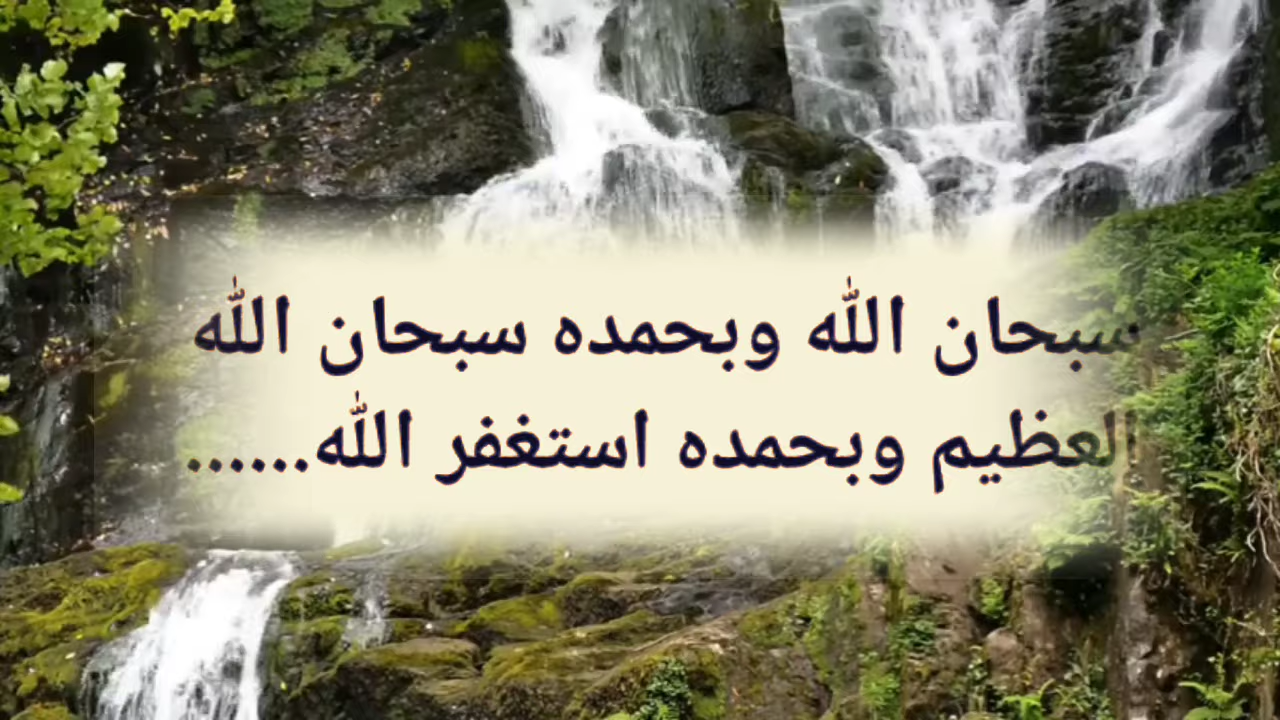 سبحان الله وبحمده سبحان الله
العظيم وبحمده استغفر الله......